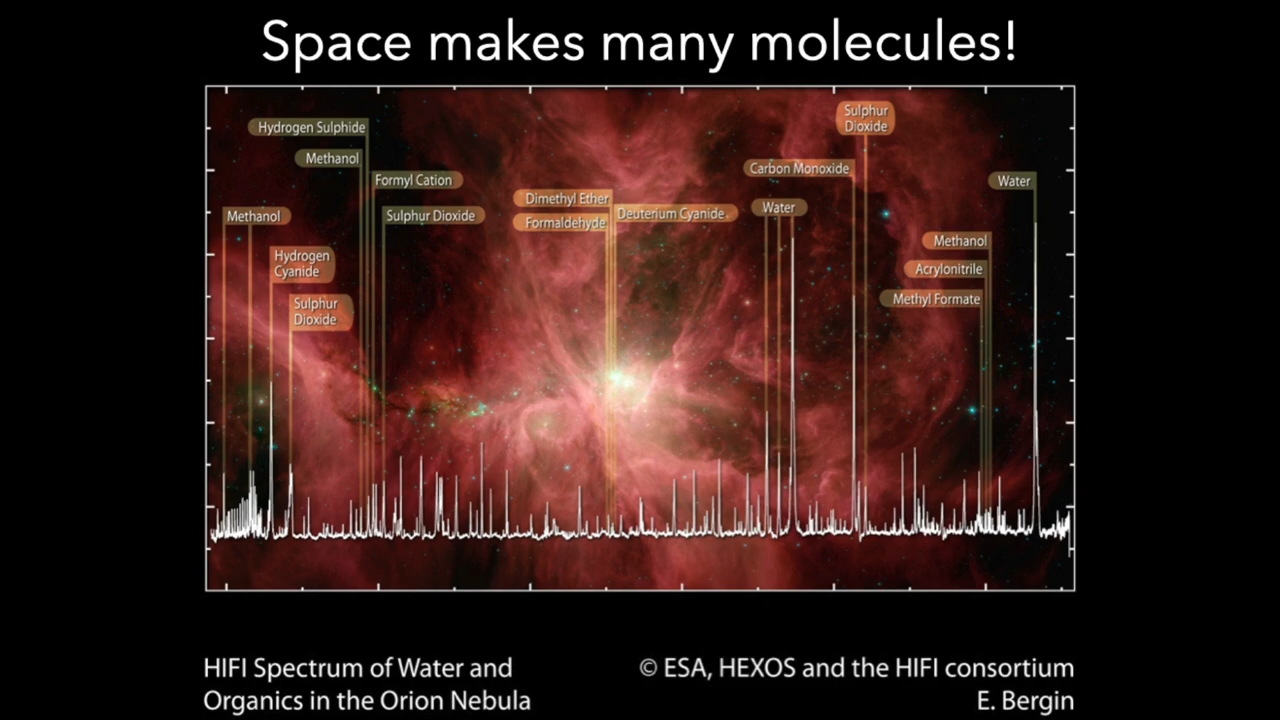 Space makes many molecules!
Hydrogen Sulphide
Methanol
Formyl Cation
Methanol
Sulphur Dioxide
Hydrogen
Cyanide
Sulphur
Dioxide
Dimethyl Ether
Formaldehyde
Deuterium Cyanide
Sulphur
Dioxide
Carbon Monoxide
Water
Water
Methanol
Acrylonitrile
Methyl Formate
HIFI Spectrum of Water and
Organics in the Orion Nebula
© ESA, HEXOS and the HIFI consortium
E. Bergin